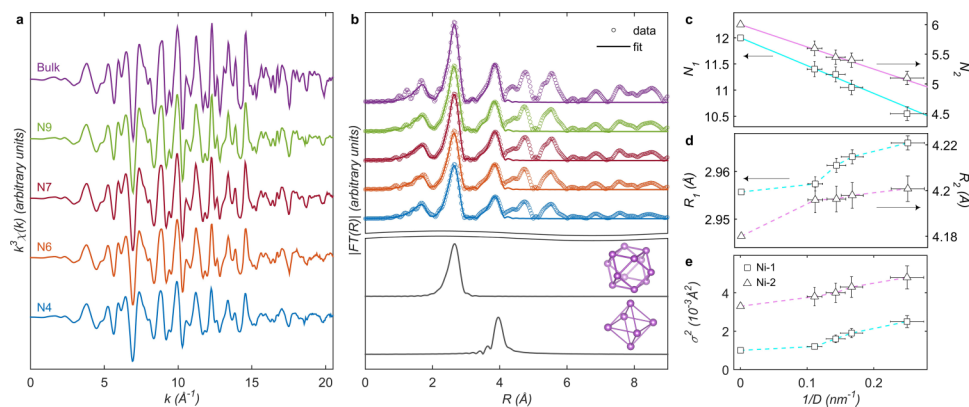 a
Bulk
N9
N7
N6
N4
k³χ(k) (arbitrary units)
0 5 10 15 20
k (Å⁻¹)
b
data
fit
|FT(R)| (arbitrary units)
0 2 4 6 8
R (Å)
c
12
11.5
11
10.5
N₁
6
5.5
5
4.5
N₂
d
2.96
2.95
R₁ (Å)
4.22
4.20
4.18
R₂ (Å)
e
Ni-1
Ni-2
4
2
0
σ² (10⁻³Å²)
0 0.1 0.2
1/D (nm⁻¹)